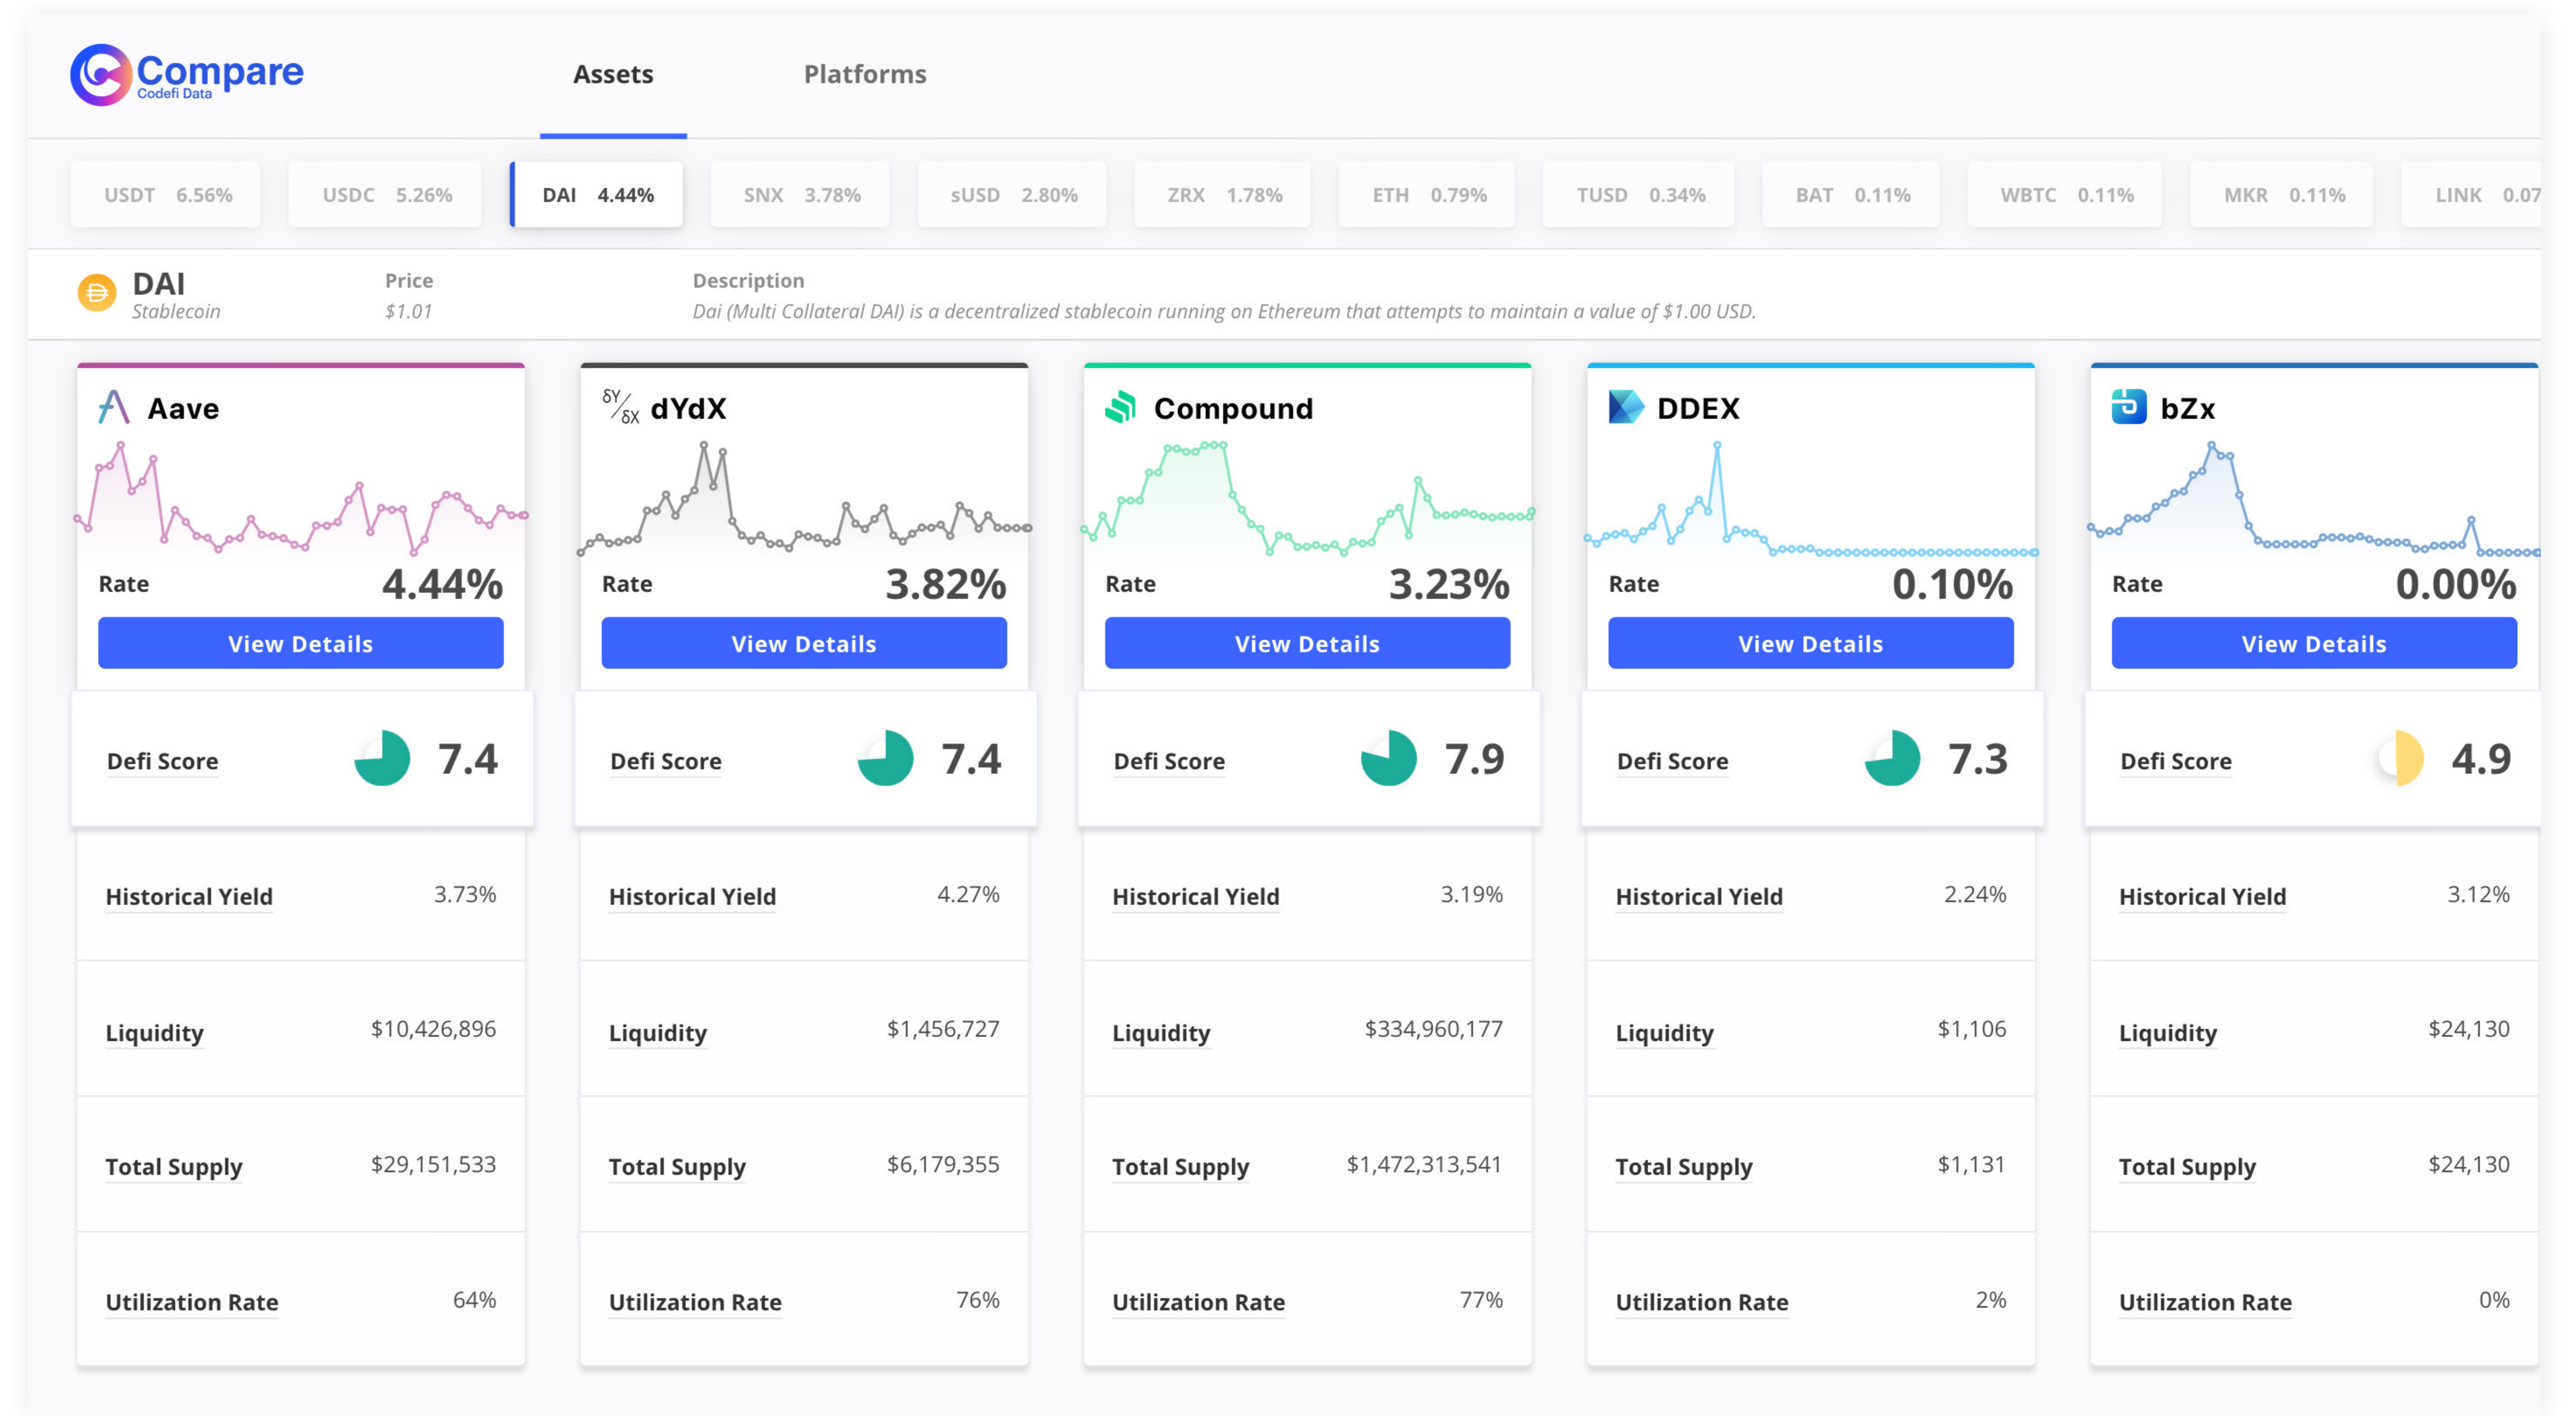 Compare
Codefi Data
Assets
Platforms
USDT 6.56%
USDC 5.26%
DAI 4.44%
SNX 3.78%
sUSD 2.80%
ZRX 1.78%
ETH 0.79%
TUSD 0.34%
BAT 0.11%
WBTC 0.11%
MKR 0.11%
LINK 0.07
DAI
Stablecoin
Price
$1.01
Description
Dai (Multi Collateral DAI) is a decentralized stablecoin running on Ethereum that attempts to maintain a value of $1.00 USD.
Aave
Rate 4.44%
View Details
Defi Score 7.4
Historical Yield 3.73%
Liquidity $10,426,896
Total Supply $29,151,533
Utilization Rate 64%
δY/δX dYdX
Rate 3.82%
View Details
Defi Score 7.4
Historical Yield 4.27%
Liquidity $1,456,727
Total Supply $6,179,355
Utilization Rate 76%
Compound
Rate 3.23%
View Details
Defi Score 7.9
Historical Yield 3.19%
Liquidity $334,960,177
Total Supply $1,472,313,541
Utilization Rate 77%
DDEX
Rate 0.10%
View Details
Defi Score 7.3
Historical Yield 2.24%
Liquidity $1,106
Total Supply $1,131
Utilization Rate 2%
bZx
Rate 0.00%
View Details
Defi Score 4.9
Historical Yield 3.12%
Liquidity $24,130
Total Supply $24,130
Utilization Rate 0%